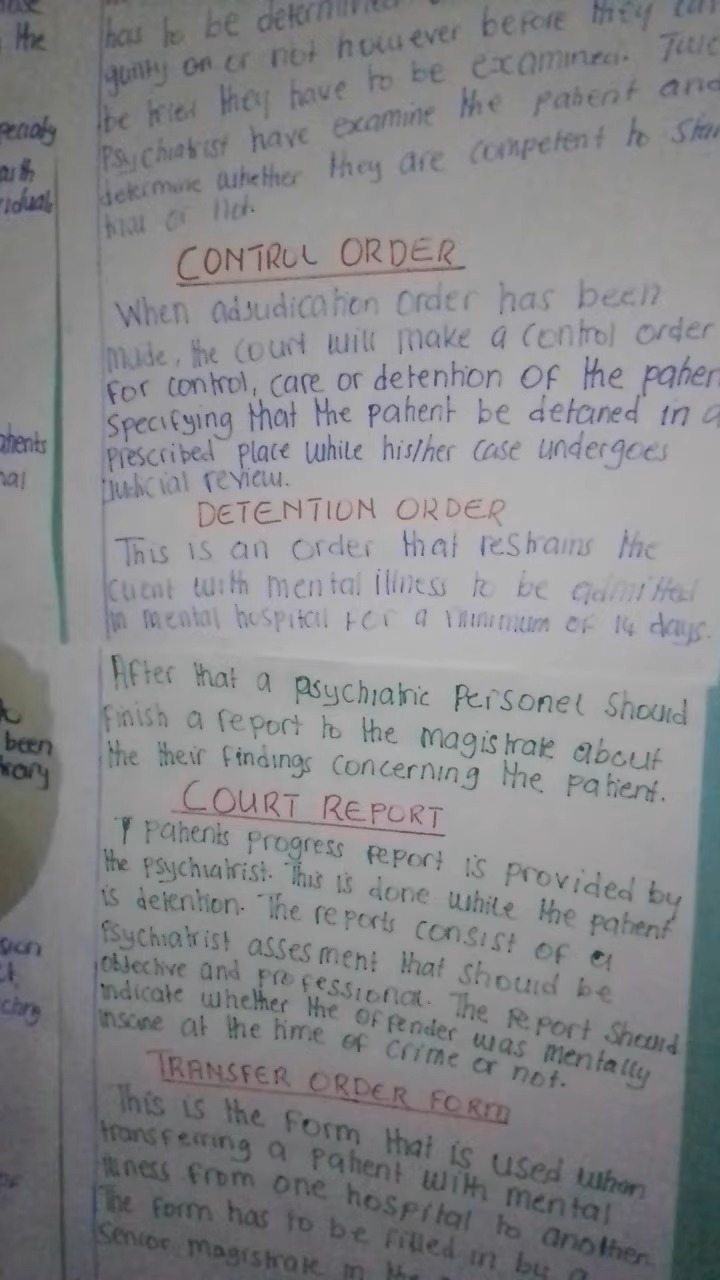 the
penalty
has to be determined
guilty on or not however before they can
be tried they have to be examined. Two
Psychiatrist have examine the patient and
determine whether they are competent to stan
trial or not.
CONTROL ORDER
When adjudication order has been
made, the court will make a control order
for control, care or detention of the patien
specifying that the patient be detained in a
prescribed place while his/her case undergoes
judicial review.
DETENTION ORDER
This is an order that restrains the
client with mental illness to be admitted
in mental hospital for a minimum of 14 days.
After that a psychiatric Personel should
finish a report to the magistrate about
the their findings concerning the patient.
been
COURT REPORT
patients progress report is provided by
the psychiatrist. This is done while the patient
is detention. The reports consist of a
Psychiatrist assesment that should be
objective and professional. The report should
indicate whether the offender was mentally
insane at the time of crime or not.
TRANSFER ORDER FORM
This is the form that is used when
transferring a patient with mental
illness from one hospital to another.
The form has to be filled in by a
Senior magistrate in the